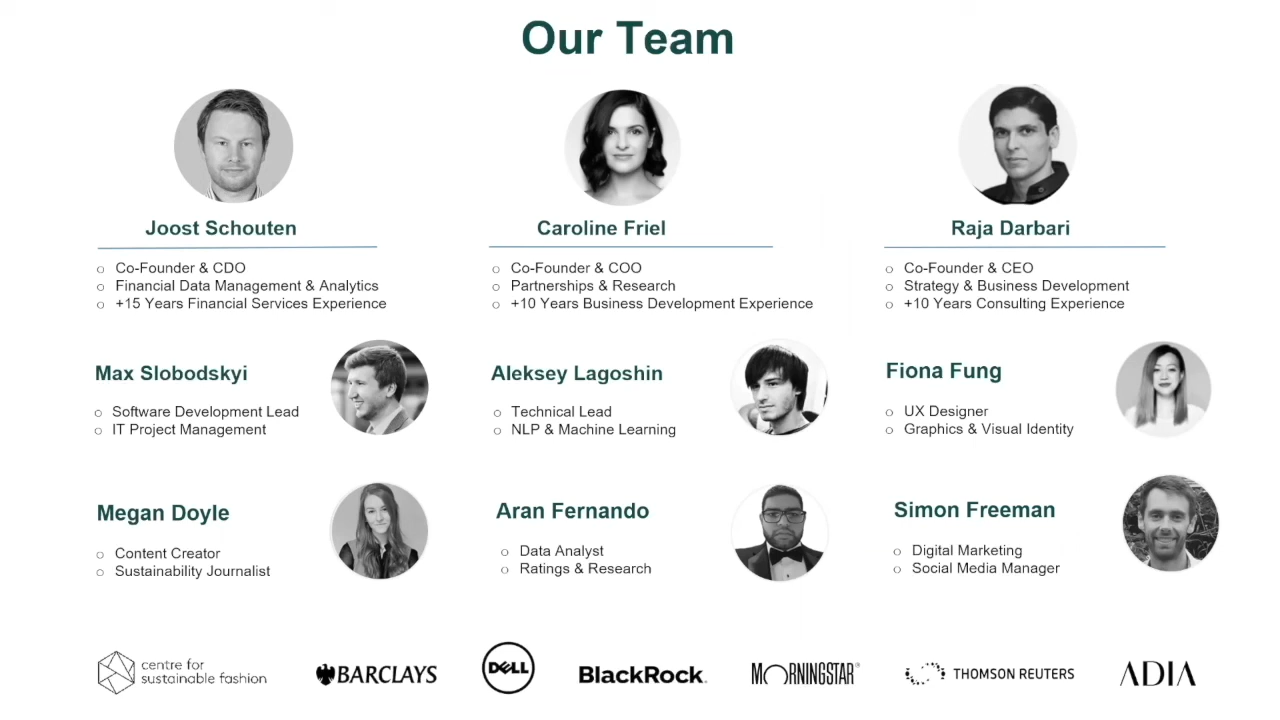 Our Team
Joost Schouten
Co-Founder & CDO
Financial Data Management & Analytics
+15 Years Financial Services Experience
Caroline Friel
Co-Founder & COO
Partnerships & Research
+10 Years Business Development Experience
Raja Darbari
Co-Founder & CEO
Strategy & Business Development
+10 Years Consulting Experience
Max Slobodskyi
Software Development Lead
IT Project Management
Aleksey Lagoshin
Technical Lead
NLP & Machine Learning
Fiona Fung
UX Designer
Graphics & Visual Identity
Megan Doyle
Content Creator
Sustainability Journalist
Aran Fernando
Data Analyst
Ratings & Research
Simon Freeman
Digital Marketing
Social Media Manager
centre for
sustainable fashion
BARCLAYS
DELL
BlackRock.
MORNINGSTAR®
THOMSON REUTERS
ADIA